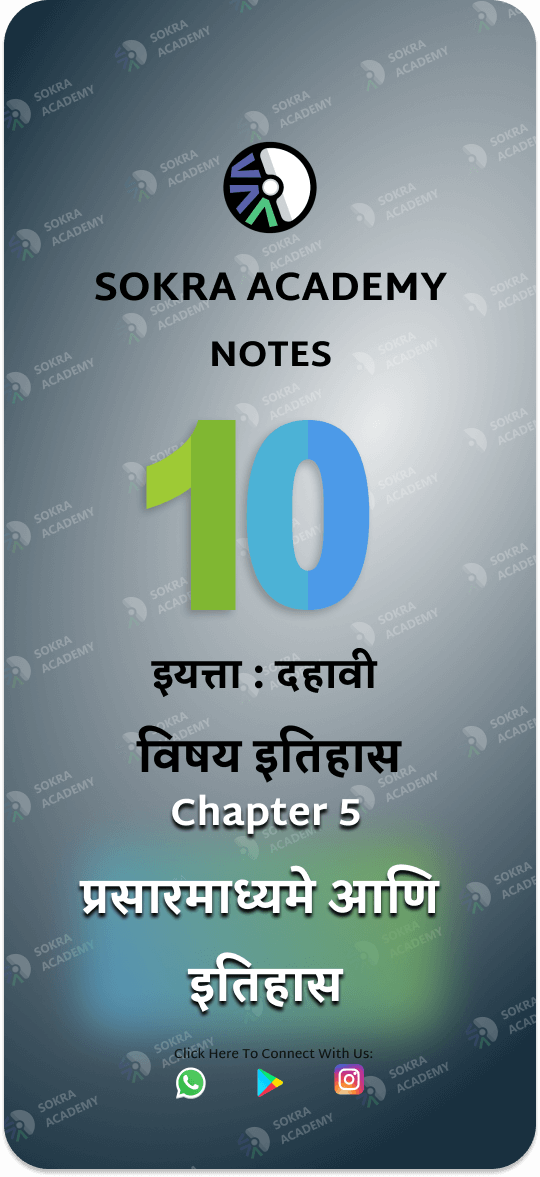 SOKRA ACADEMY
NOTES
10
इयत्ता : दहावी
विषय इतिहास
Chapter 5
प्रसारमाध्यमे आणि
इतिहास
Click Here To Connect With Us: